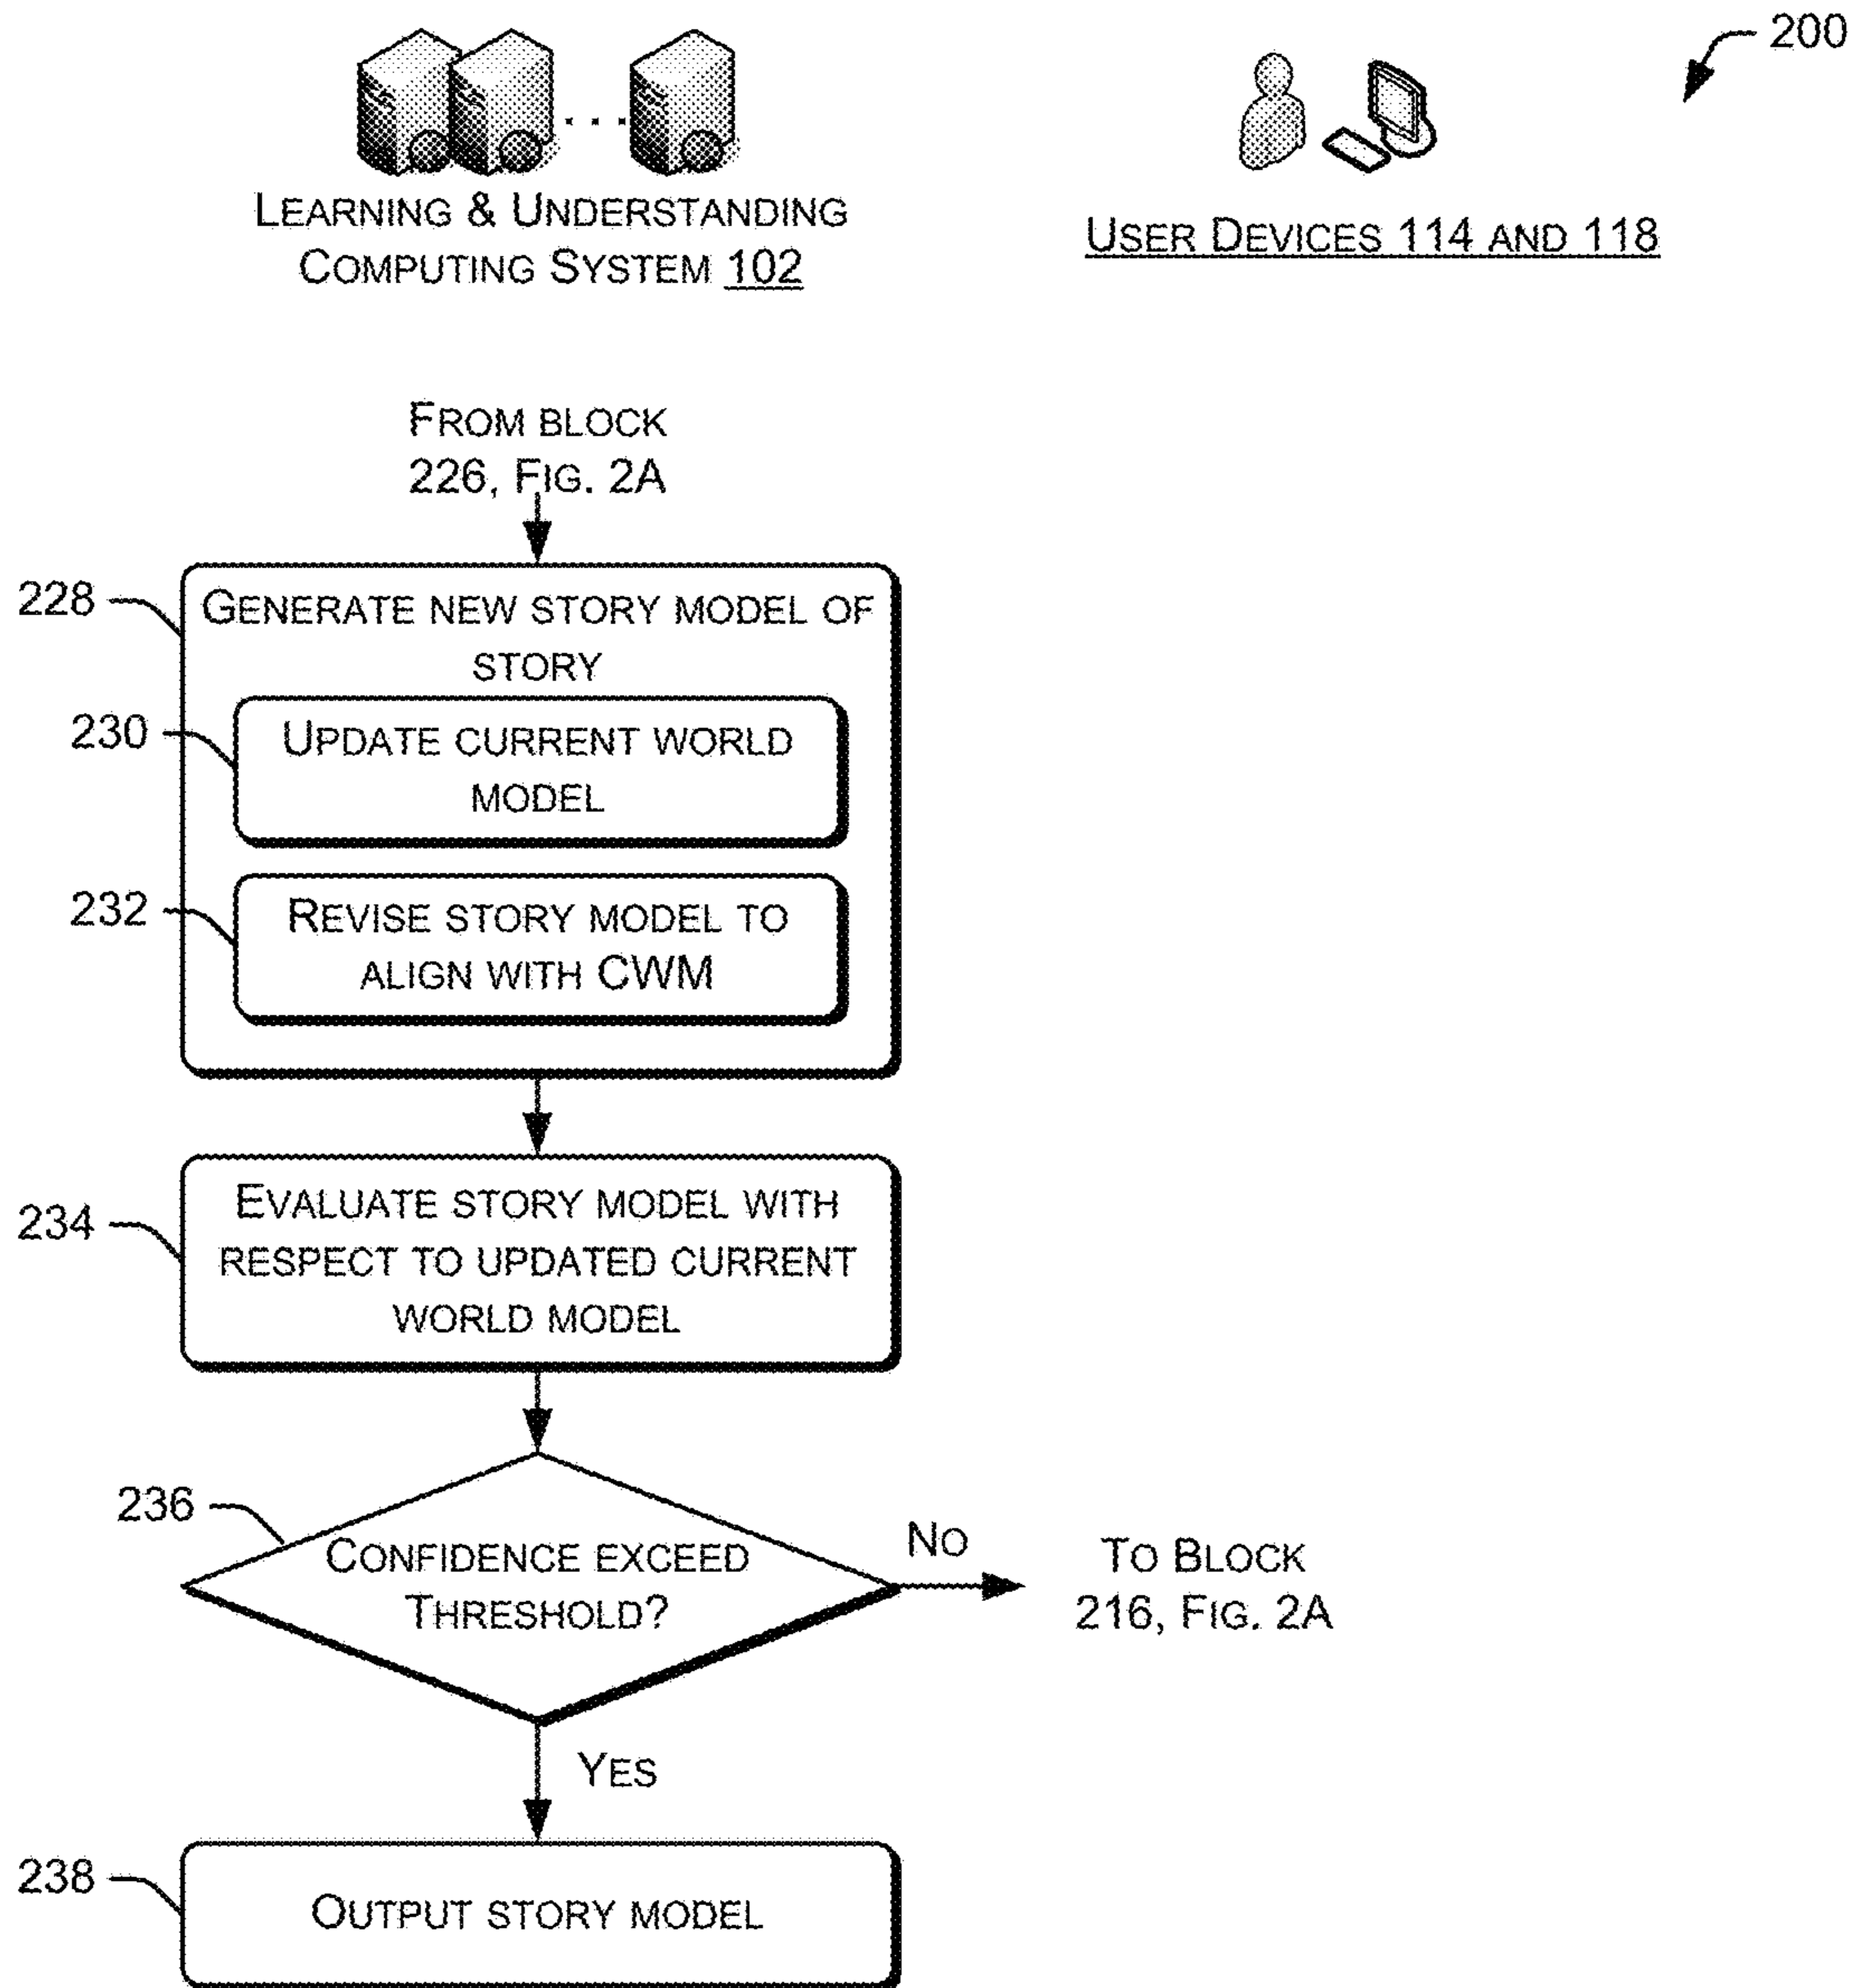 200
LEARNING & UNDERSTANDING
COMPUTING SYSTEM 102
USER DEVICES 114 AND 118
FROM BLOCK
226, FIG. 2A
228
GENERATE NEW STORY MODEL OF
STORY
230
UPDATE CURRENT WORLD
MODEL
232
REVISE STORY MODEL TO
ALIGN WITH CWM
234
EVALUATE STORY MODEL WITH
RESPECT TO UPDATED CURRENT
WORLD MODEL
236
CONFIDENCE EXCEED
THRESHOLD?
NO
TO BLOCK
216, FIG. 2A
YES
238
OUTPUT STORY MODEL